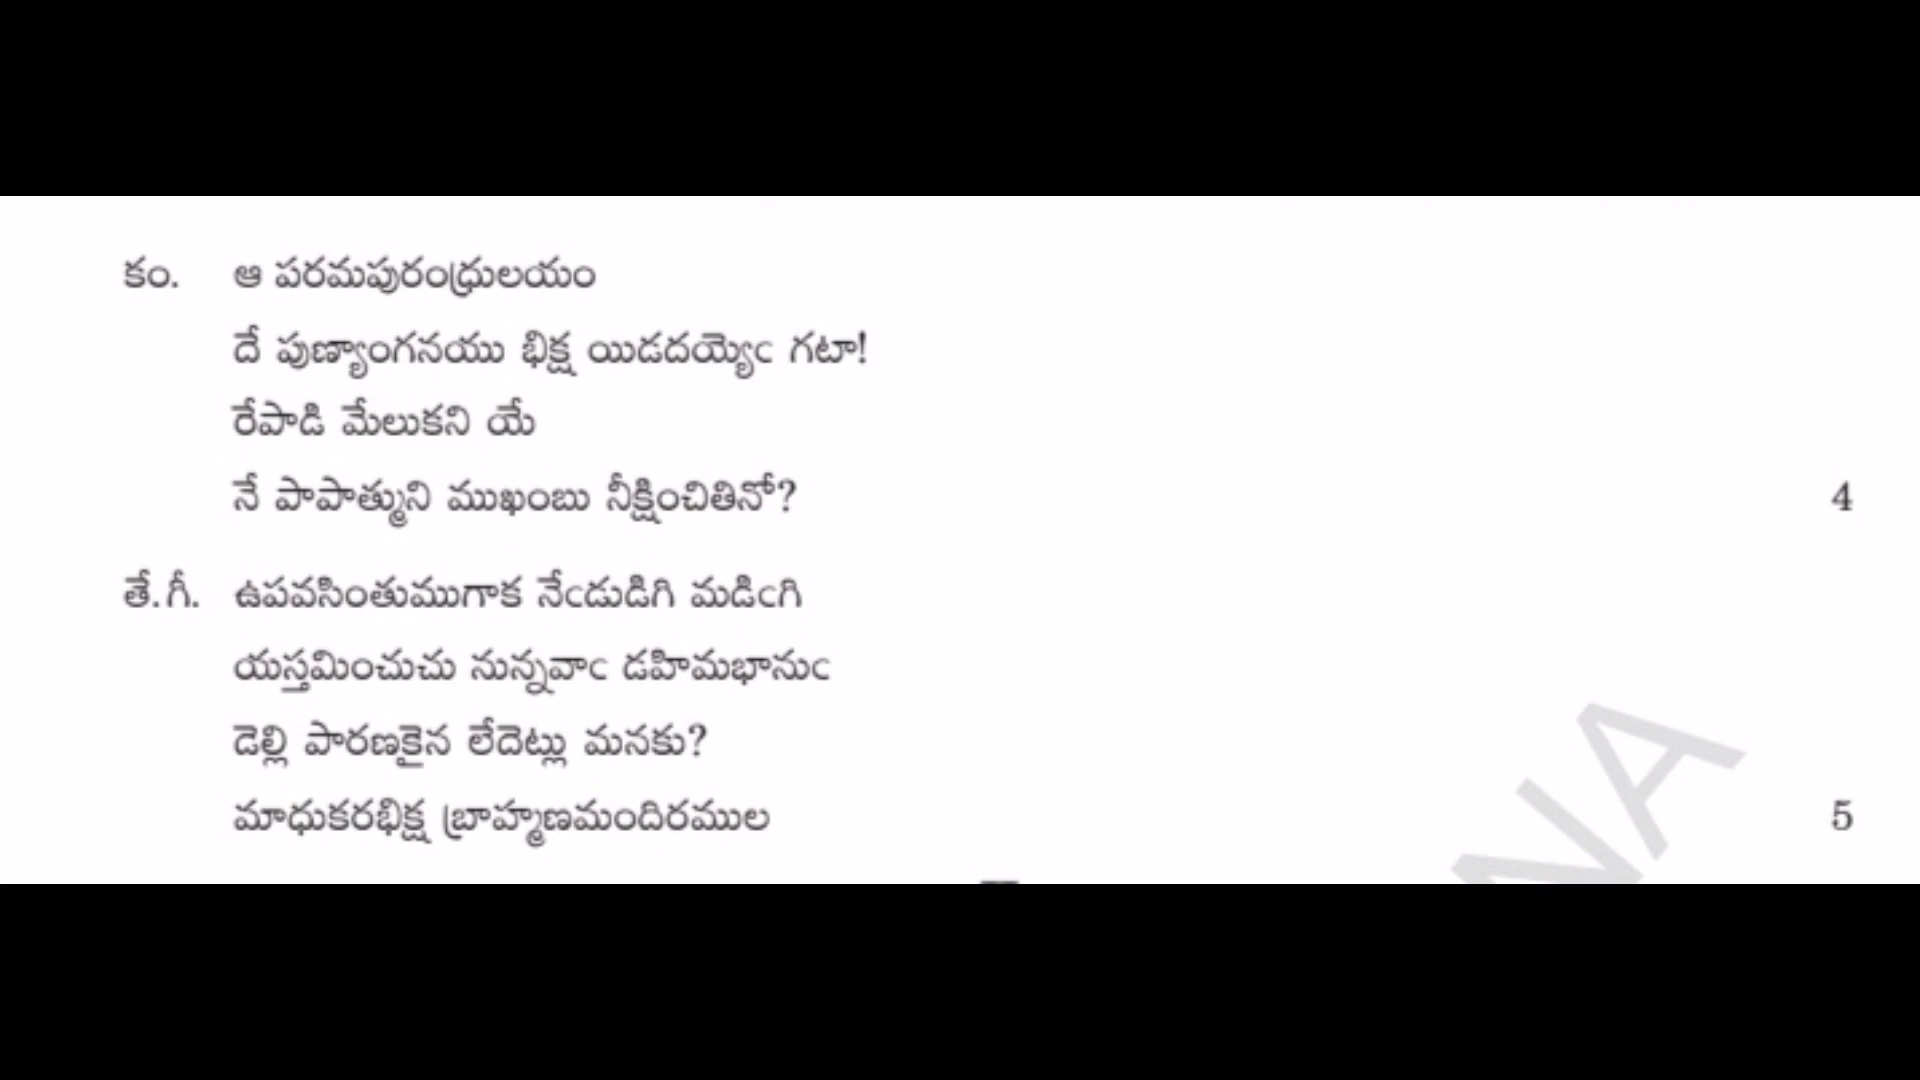 కం. ఆ పరమపురంధ్రులయం
దే పుణ్యాంగనయు భిక్ష యిడదయ్యెఁ గటా!
రేపాడి మేలుకని యే
నే పాపాత్ముని ముఖంబు నీక్షించితినో? 4
తే.గీ. ఉపవసింతుముగాక నేఁడుడిగి మడిఁగి
యస్తమించుచు నున్నవాఁ డహిమభానుఁ
డెల్లి పారణకైన లేదెట్లు మనకు?
మాధుకరభిక్ష బ్రాహ్మణమందిరముల 5
NA